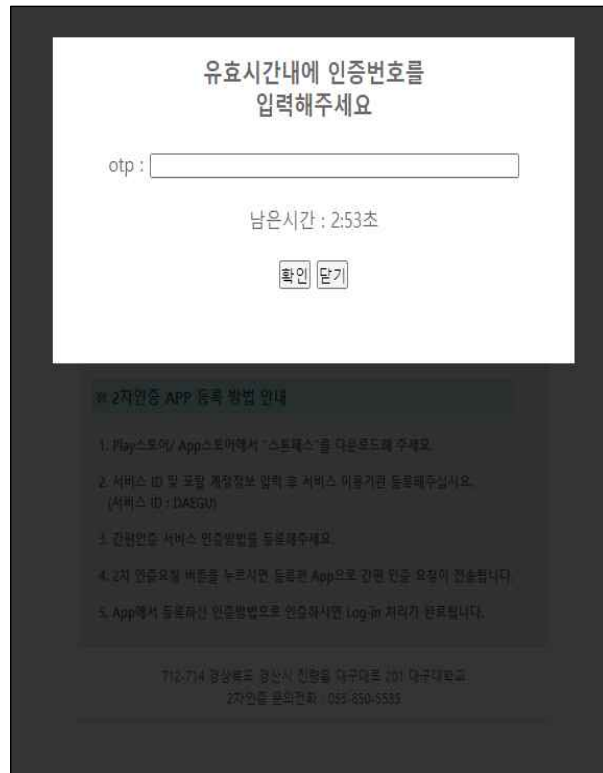 유효시간내에 인증번호를
입력해주세요
otp :
남은시간 : 2:53초
확인 닫기
※ 2차인증 APP 등록 방법 안내
1. Play스토어/ App스토어에서 "스톤패스"를 다운로드해 주세요.
2. 서비스 ID 및 포탈 계정정보 입력 후 서비스 이용기관 등록해주십시요.
(서비스 ID : DAEGU)
3. 간편인증 서비스 인증방법을 등록해주세요.
4. 2차 인증요청 버튼을 누르시면 등록한 App으로 간편 인증 요청이 전송됩니다.
5. App에서 등록하신 인증방법으로 인증하시면 Log-in 처리가 완료됩니다.
712-714 경상북도 경산시 진량읍 대구대로 201 대구대학교
2차인증 문의전화 :